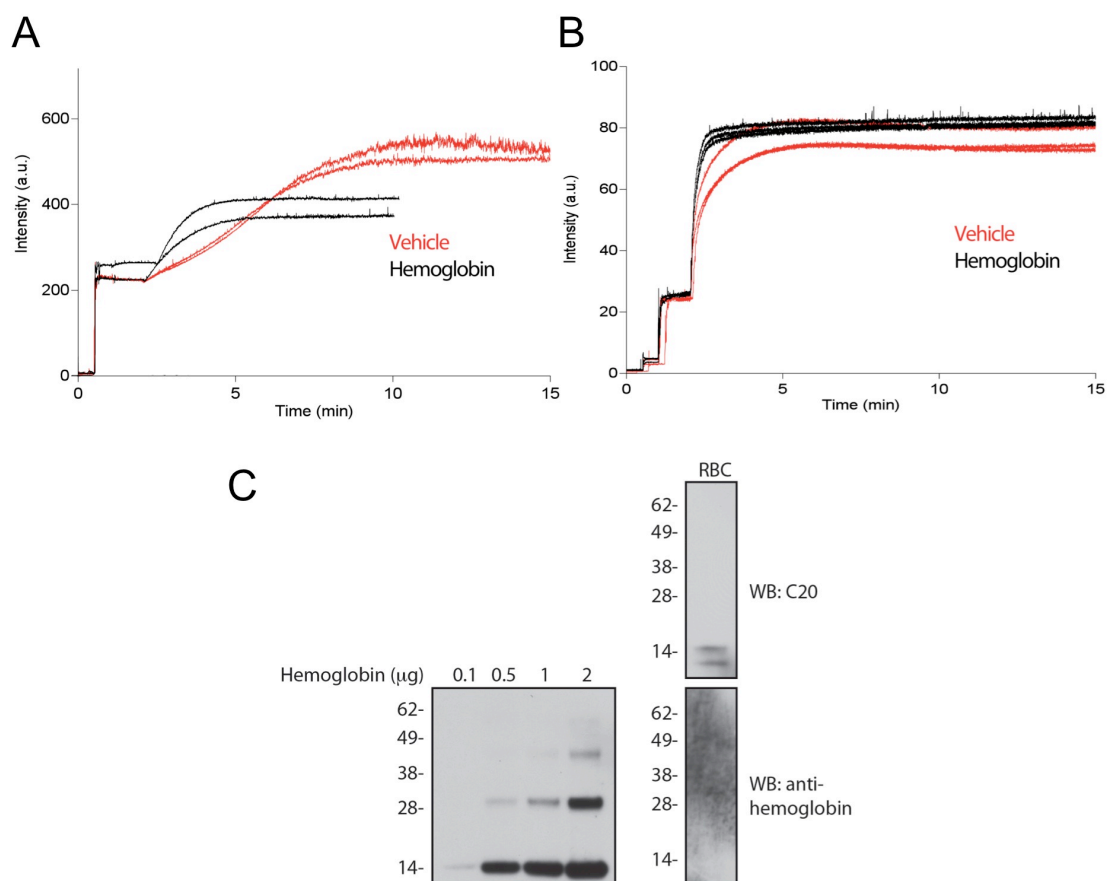 A
Intensity (a.u.)
600
400
200
0
0 5 10 15
Time (min)
Vehicle
Hemoglobin
B
Intensity (a.u.)
100
80
60
40
20
0
0 5 10 15
Time (min)
Vehicle
Hemoglobin
C
Hemoglobin (μg) 0.1 0.5 1 2
62-
49-
38-
28-
14-
RBC
62-
49-
38-
28-
14-
WB: C20
62-
49-
38-
28-
14-
WB: anti-
hemoglobin